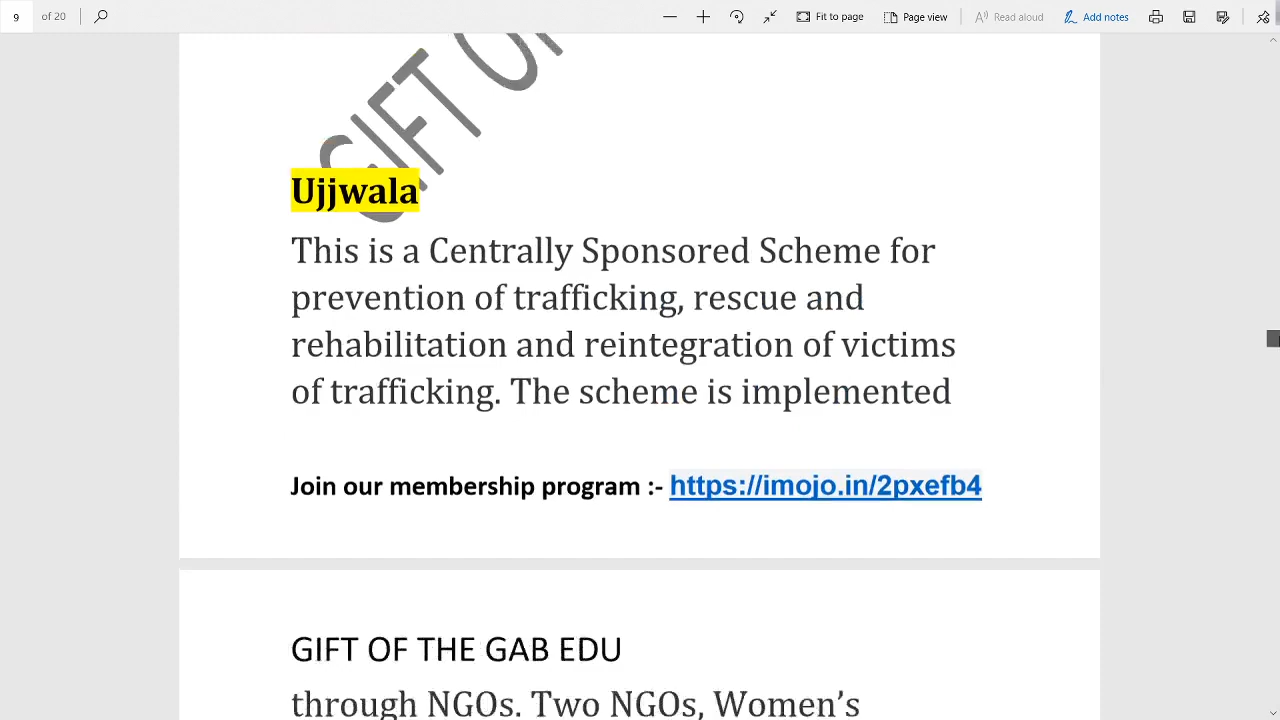 9 of 20 Fit to page Page view Read aloud Add notes
GIFT OF
Ujjwala
This is a Centrally Sponsored Scheme for
prevention of trafficking, rescue and
rehabilitation and reintegration of victims
of trafficking. The scheme is implemented
Join our membership program :- https://imojo.in/2pxefb4
GIFT OF THE GAB EDU
through NGOs. Two NGOs, Women’s